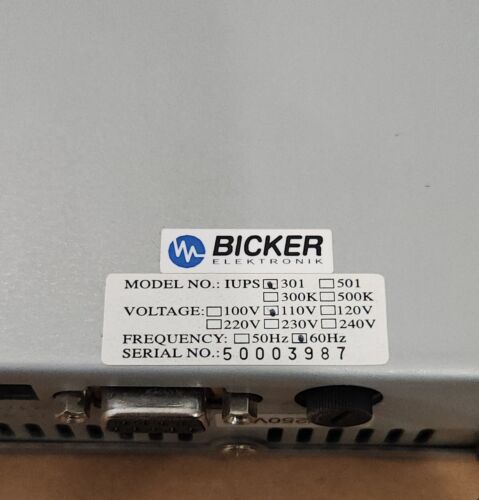 BICKER
ELEKTRONIK
MODEL NO.: IUPS ☑301 ☐501
☐300K ☐500K
VOLTAGE: ☐100V ☑110V ☐120V
☐220V ☐230V ☐240V
FREQUENCY: ☐50Hz ☑60Hz
SERIAL NO.: 50003987
250V